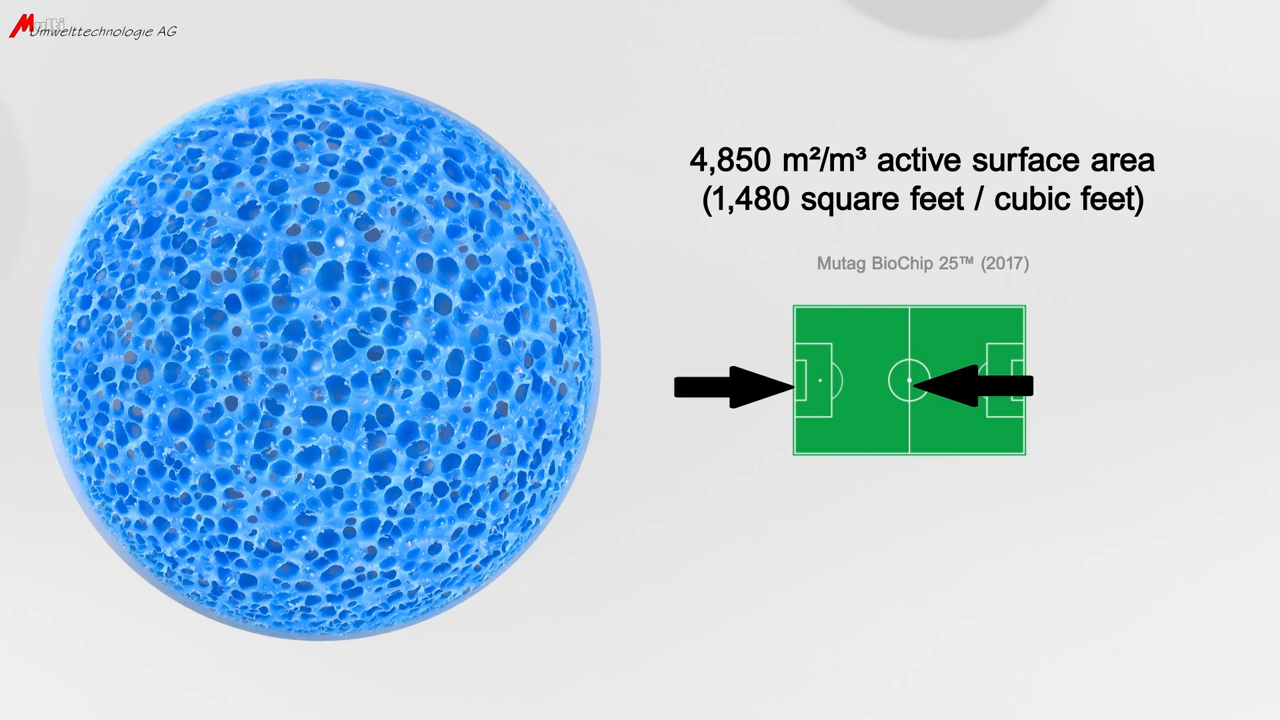 Multi
Umwelttechnologie AG
4,850 m²/m³ active surface area
(1,480 square feet / cubic feet)
Mutag BioChip 25™ (2017)